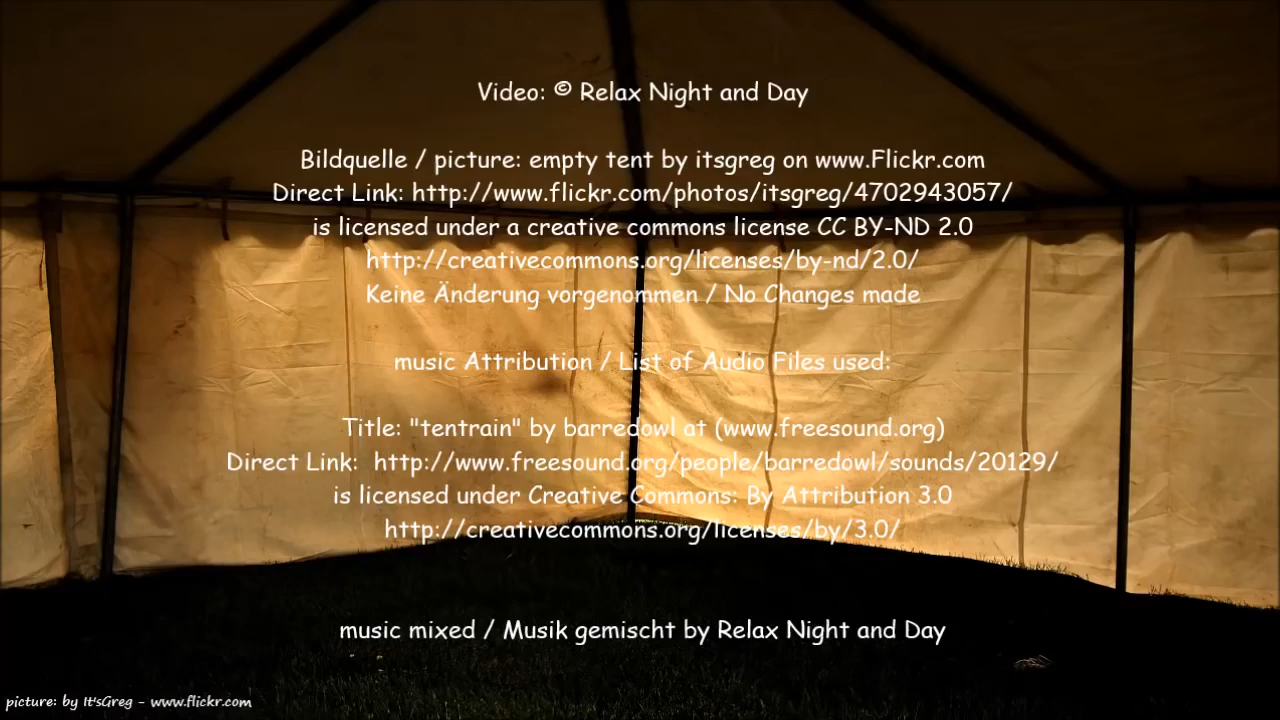 Video: © Relax Night and Day
Bildquelle / picture: empty tent by itsgreg on www.Flickr.com
Direct Link: http://www.flickr.com/photos/itsgreg/4702943057/
is licensed under a creative commons license CC BY-ND 2.0
http://creativecommons.org/licenses/by-nd/2.0/
Keine Änderung vorgenommen / No Changes made
music Attribution / List of Audio Files used:
Title: "tentrain" by barredowl at (www.freesound.org)
Direct Link:  http://www.freesound.org/people/barredowl/sounds/20129/
is licensed under Creative Commons: By Attribution 3.0
http://creativecommons.org/licenses/by/3.0/
music mixed / Musik gemischt by Relax Night and Day
picture: by It'sGreg - www.flickr.com